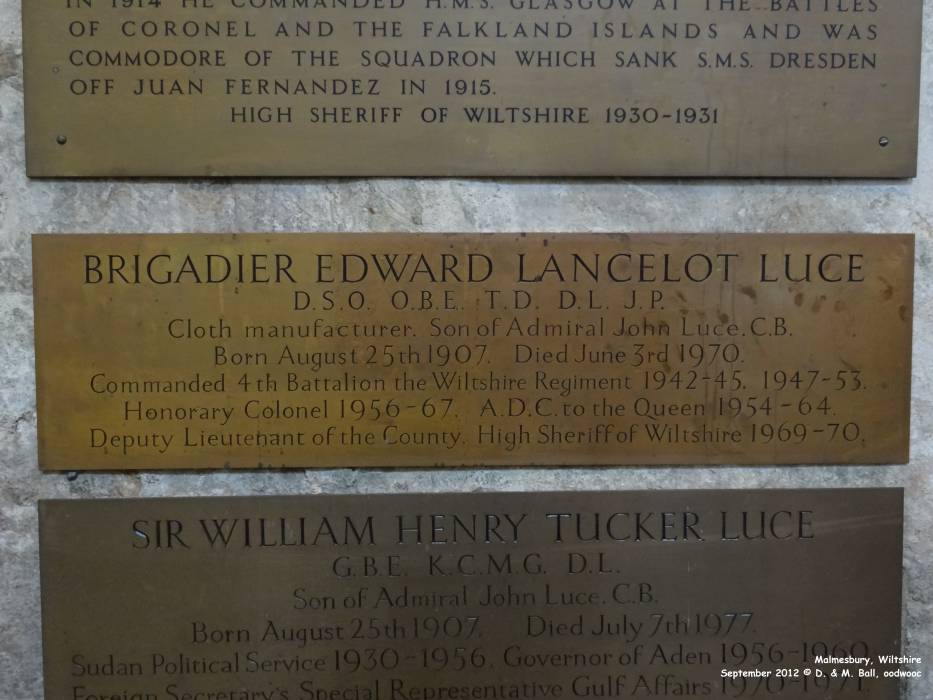 IN 1914 HE COMMANDED H.M.S. GLASGOW AT THE BATTLES
OF CORONEL AND THE FALKLAND ISLANDS AND WAS
COMMODORE OF THE SQUADRON WHICH SANK S.M.S. DRESDEN
OFF JUAN FERNANDEZ IN 1915.
HIGH SHERIFF OF WILTSHIRE 1930-1931
BRIGADIER EDWARD LANCELOT LUCE
D.S.O. O.B.E. T.D. D.L. J.P.
Cloth manufacturer. Son of Admiral John Luce. C.B.
Born August 25th 1907. Died June 3rd 1970.
Commanded 4th Battalion the Wiltshire Regiment 1942-45. 1947-53.
Honorary Colonel 1956-67. A.D.C. to the Queen 1954-64.
Deputy Lieutenant of the County. High Sheriff of Wiltshire 1969-70.
SIR WILLIAM HENRY TUCKER LUCE
G.B.E. K.C.M.G. D.L.
Son of Admiral John Luce. C.B.
Born August 25th 1907. Died July 7th 1977.
Sudan Political Service 1930-1956. Governor of Aden 1956-1960.
Foreign Secretary's Special Representative Gulf Affairs
Malmesbury, Wiltshire
September 2012 © D. & M. Ball, oodwooc